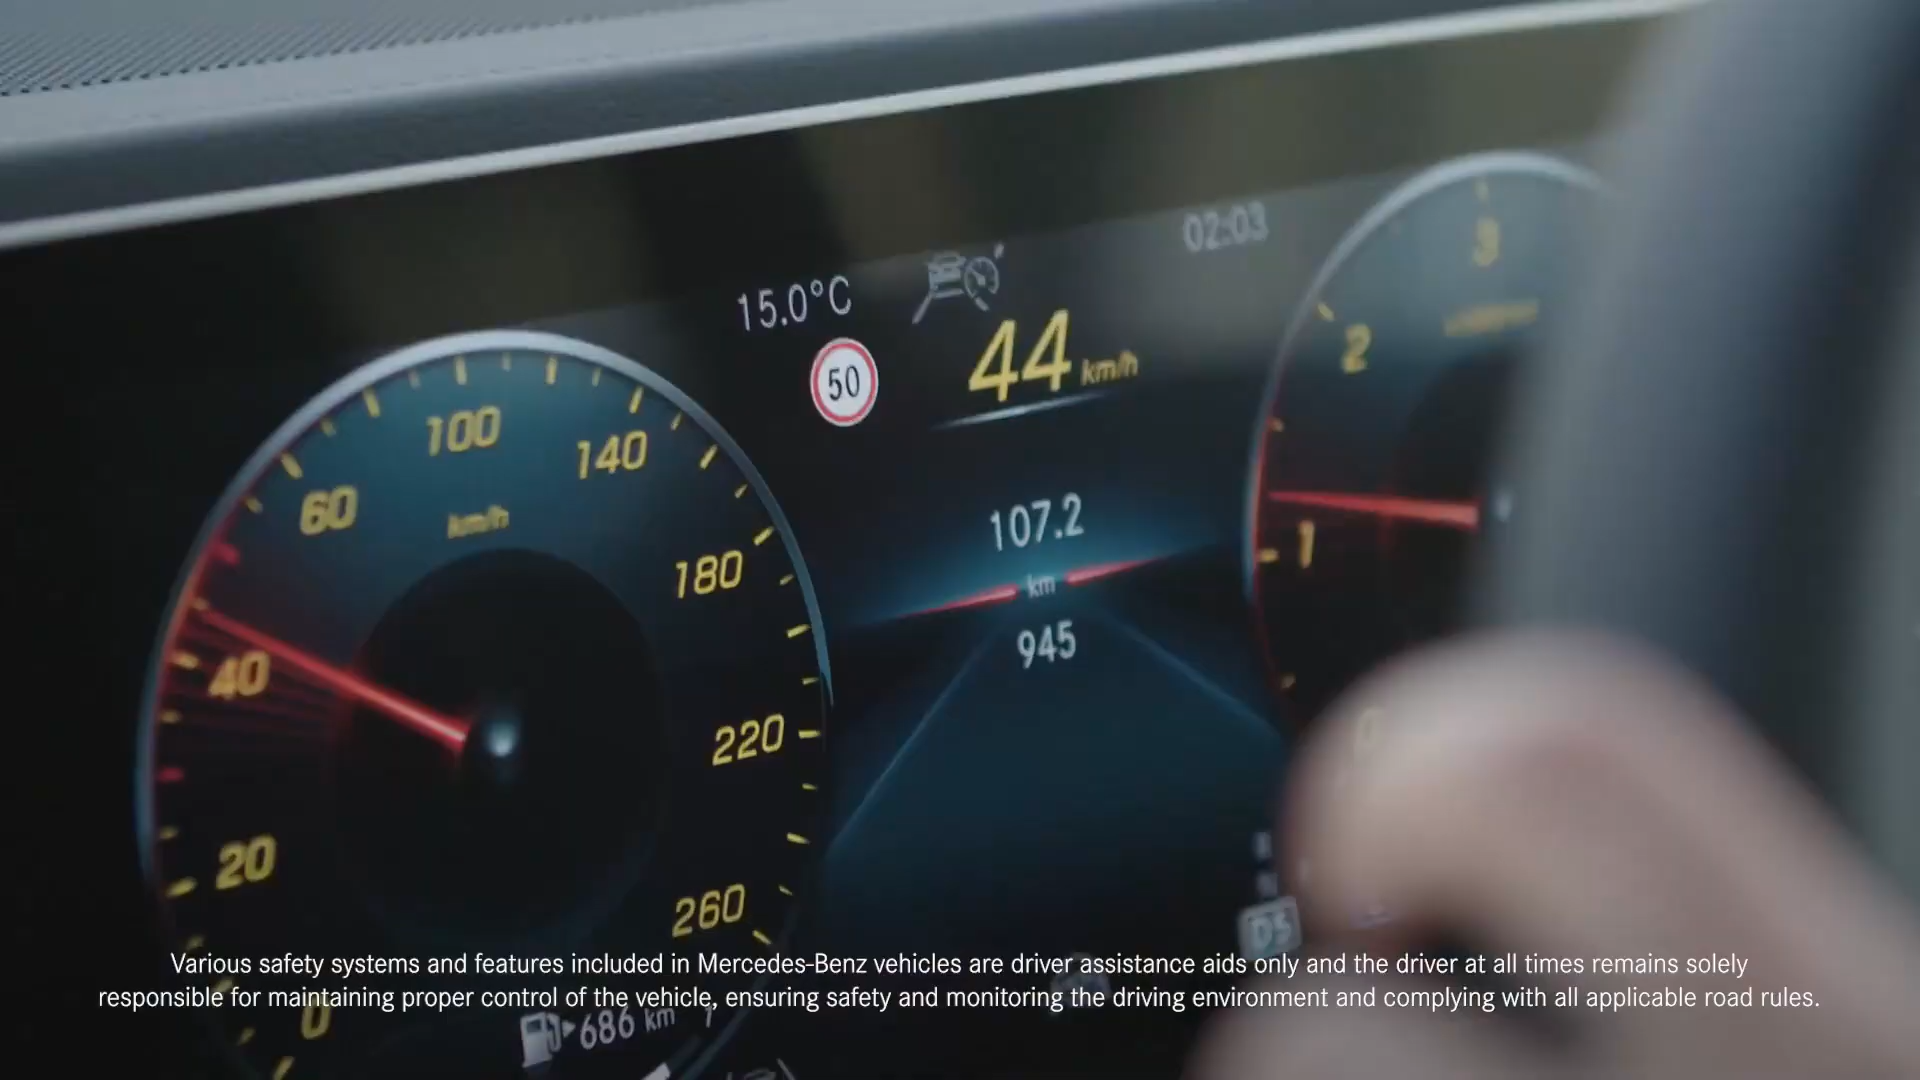 02:03
15.0°C
50
44 km/h
3
2
1
0
100
140
60
km/h
180
40
220
20
260
0
107.2
km
945
D5
Various safety systems and features included in Mercedes-Benz vehicles are driver assistance aids only and the driver at all times remains solely
responsible for maintaining proper control of the vehicle, ensuring safety and monitoring the driving environment and complying with all applicable road rules.
686 km